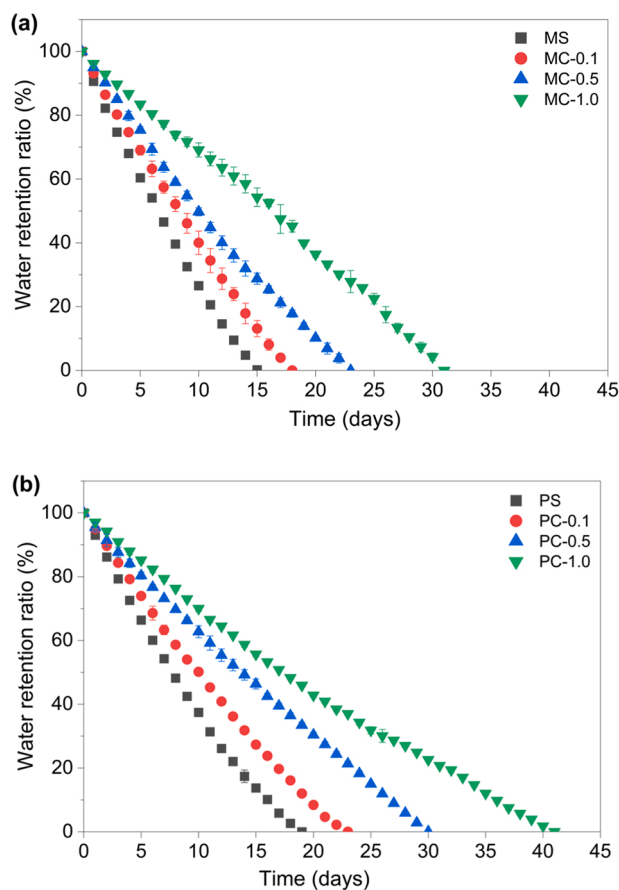 (a)
Water retention ratio (%)
100
80
60
40
20
0
MS
MC-0.1
MC-0.5
MC-1.0
0 5 10 15 20 25 30 35 40 45
Time (days)
(b)
Water retention ratio (%)
100
80
60
40
20
0
PS
PC-0.1
PC-0.5
PC-1.0
0 5 10 15 20 25 30 35 40 45
Time (days)